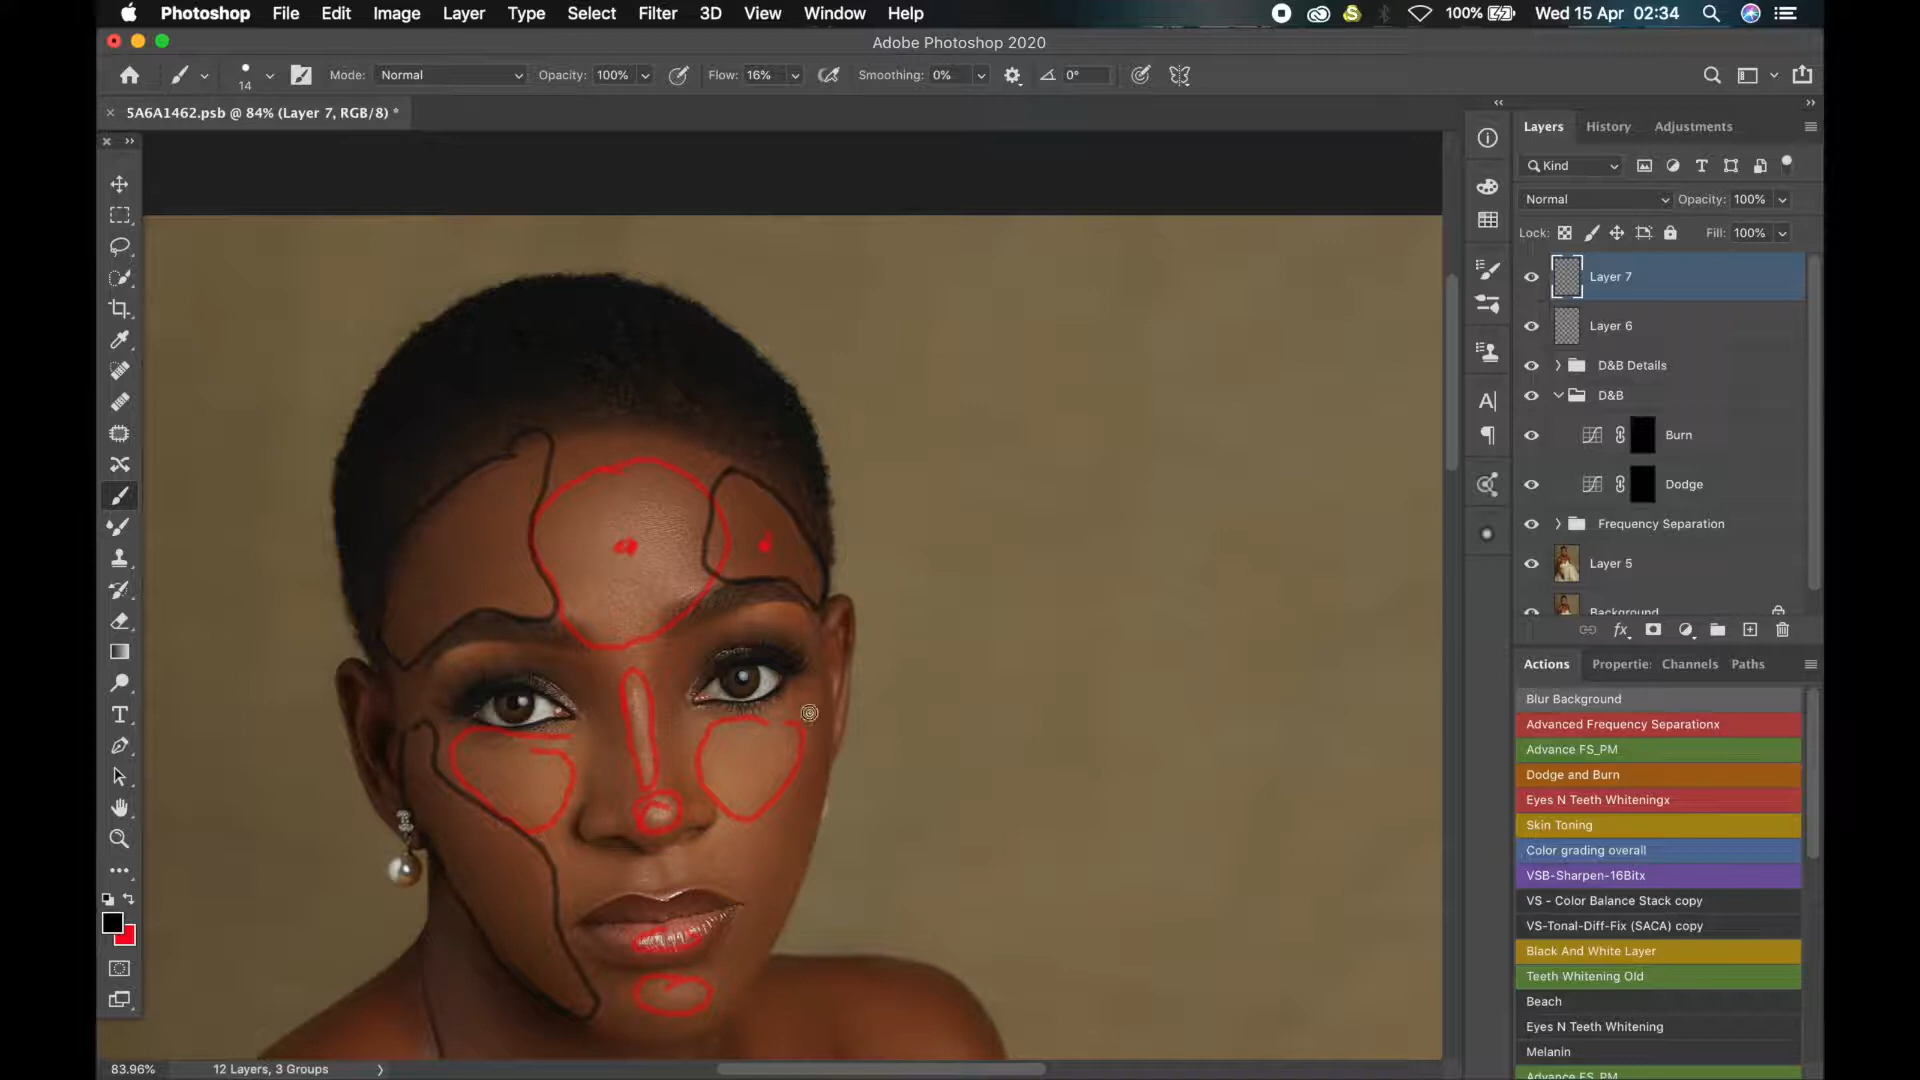 Photoshop File Edit Image Layer Type Select Filter 3D View Window Help 100% Wed 15 Apr 02:34
Adobe Photoshop 2020
14 Mode: Normal Opacity: 100% Flow: 16% Smoothing: 0% 0°
5A6A1462.psb @ 84% (Layer 7, RGB/8) *
Layers History Adjustments
Kind
Normal Opacity: 100%
Lock: Fill: 100%
Layer 7
Layer 6
D&B Details
D&B
Burn
Dodge
Frequency Separation
Layer 5
Background
Actions Propertie: Channels Paths
Blur Background
Advanced Frequency Separationx
Advance FS_PM
Dodge and Burn
Eyes N Teeth Whiteningx
Skin Toning
Color grading overall
VSB-Sharpen-16Bitx
VS - Color Balance Stack copy
VS-Tonal-Diff-Fix (SACA) copy
Black And White Layer
Teeth Whitening Old
Beach
Eyes N Teeth Whitening
Melanin
Advance FS_PM
83.96% 12 Layers, 3 Groups